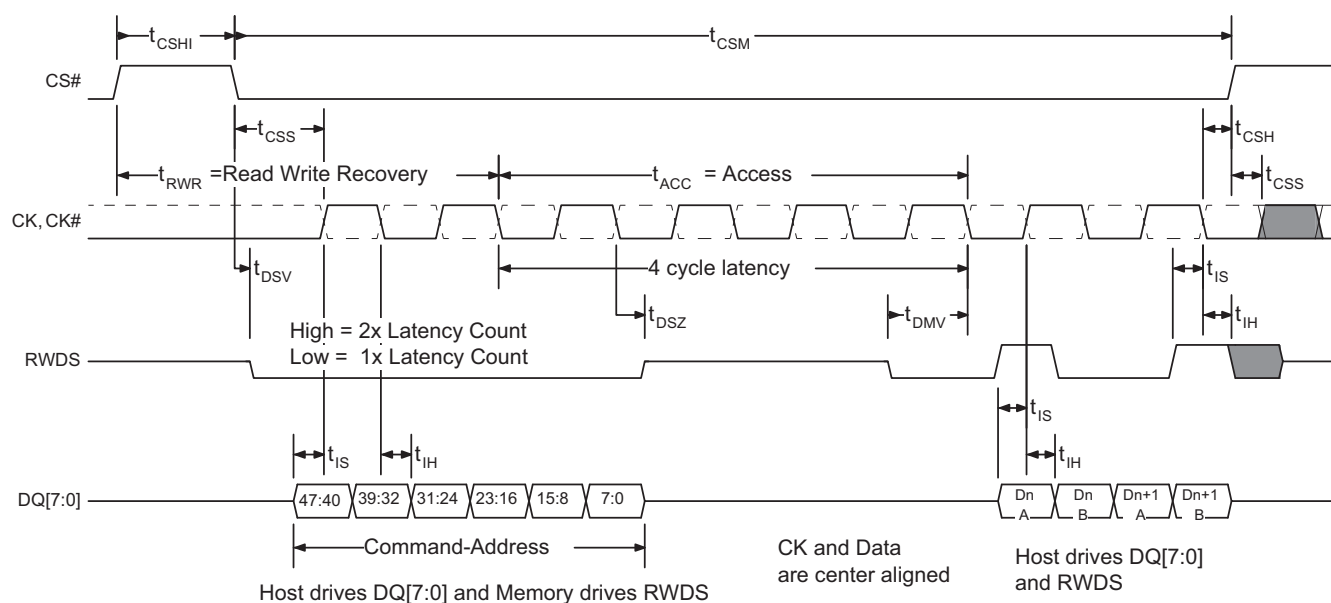 tCSHI
tCSM
CS#
tCSS
tCSH
tRWR =Read Write Recovery
tACC = Access
tCSS
CK, CK#
tDSV
4 cycle latency
tIS
tDSZ
tDMV
tIH
High = 2x Latency Count
Low = 1x Latency Count
RWDS
tIS
tIS
tIH
tIH
DQ[7:0]
47:40
39:32
31:24
23:16
15:8
7:0
Dn
A
Dn
B
Dn+1
A
Dn+1
B
Command-Address
CK and Data
are center aligned
Host drives DQ[7:0]
and RWDS
Host drives DQ[7:0] and Memory drives RWDS